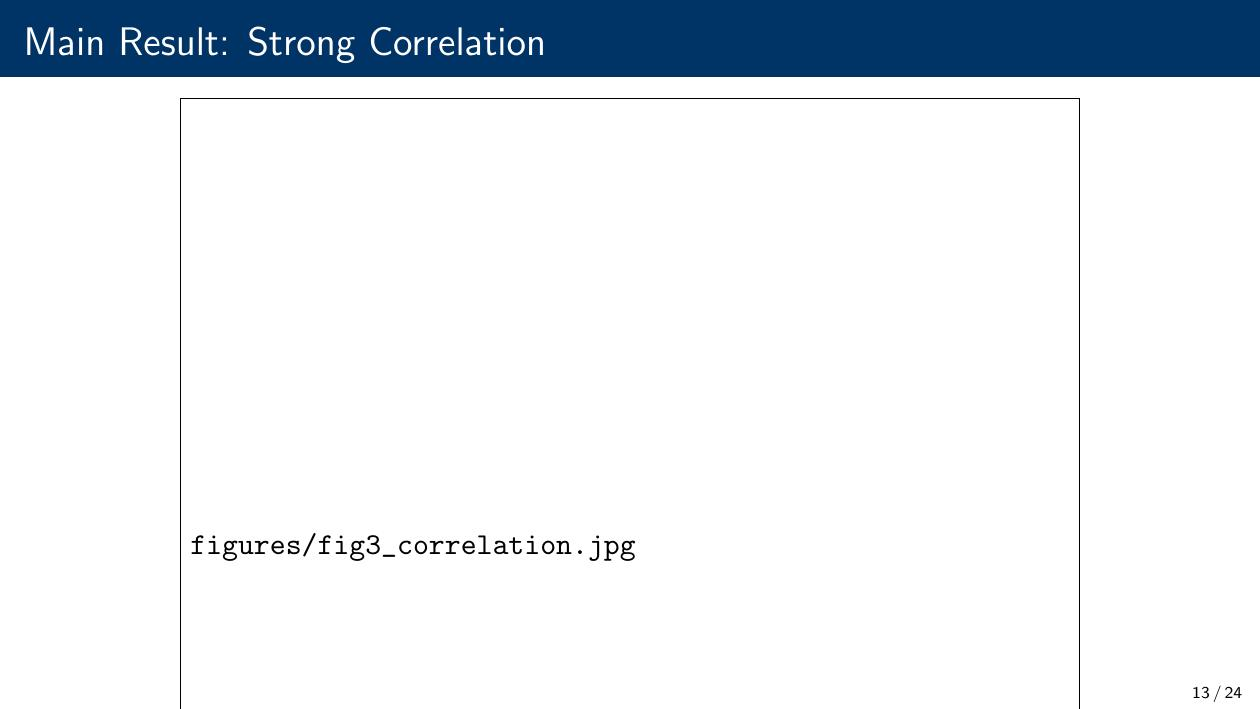 Main Result: Strong Correlation
figures/fig3_correlation.jpg
13 / 24